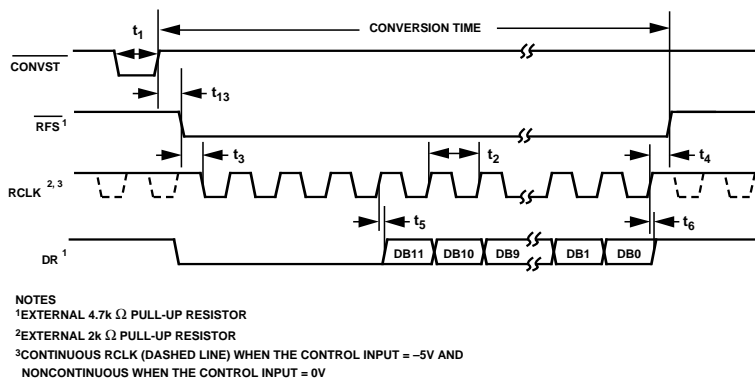 t1
CONVERSION TIME
CONVST
t13
RFS 1
t3
t2
t4
RCLK 2, 3
t5
t6
DR 1
DB11 DB10 DB9 DB1 DB0
NOTES
1EXTERNAL 4.7k Ω PULL-UP RESISTOR
2EXTERNAL 2k Ω PULL-UP RESISTOR
3CONTINUOUS RCLK (DASHED LINE) WHEN THE CONTROL INPUT = –5V AND
NONCONTINUOUS WHEN THE CONTROL INPUT = 0V